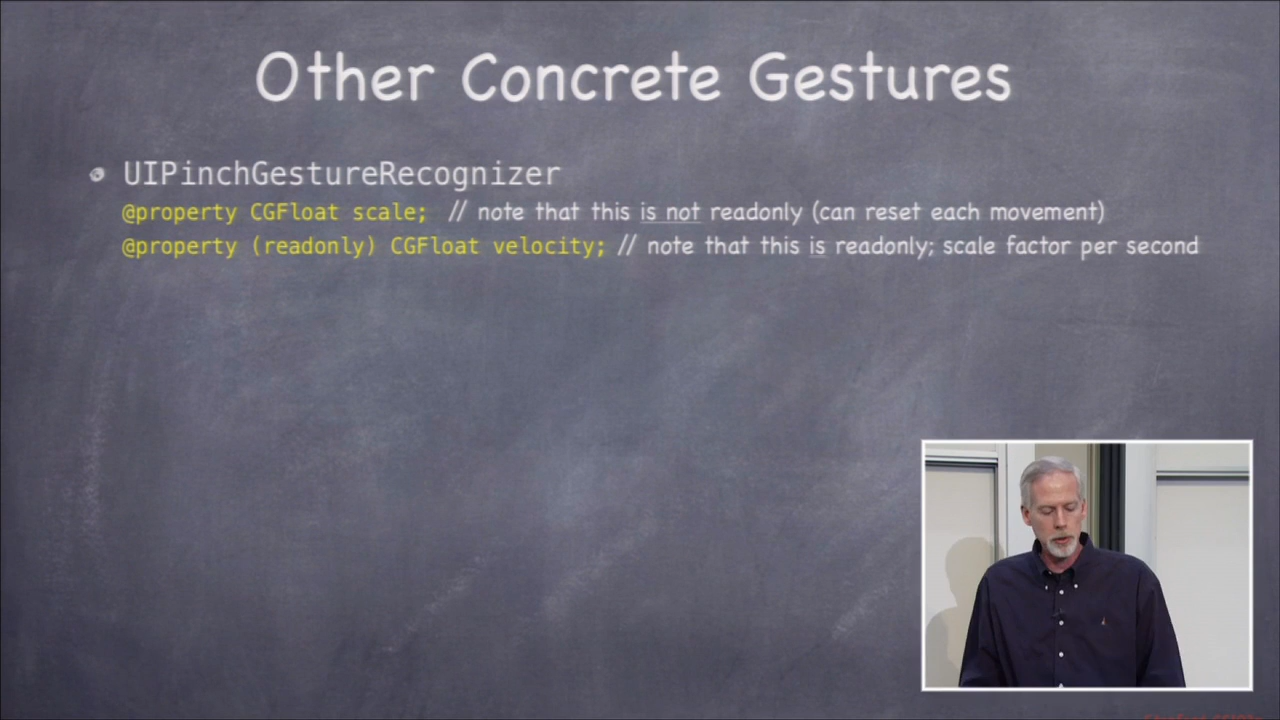 Other Concrete Gestures
UIPinchGestureRecognizer
@property CGFloat scale; // note that this is not readonly (can reset each movement)
@property (readonly) CGFloat velocity; // note that this is readonly; scale factor per second